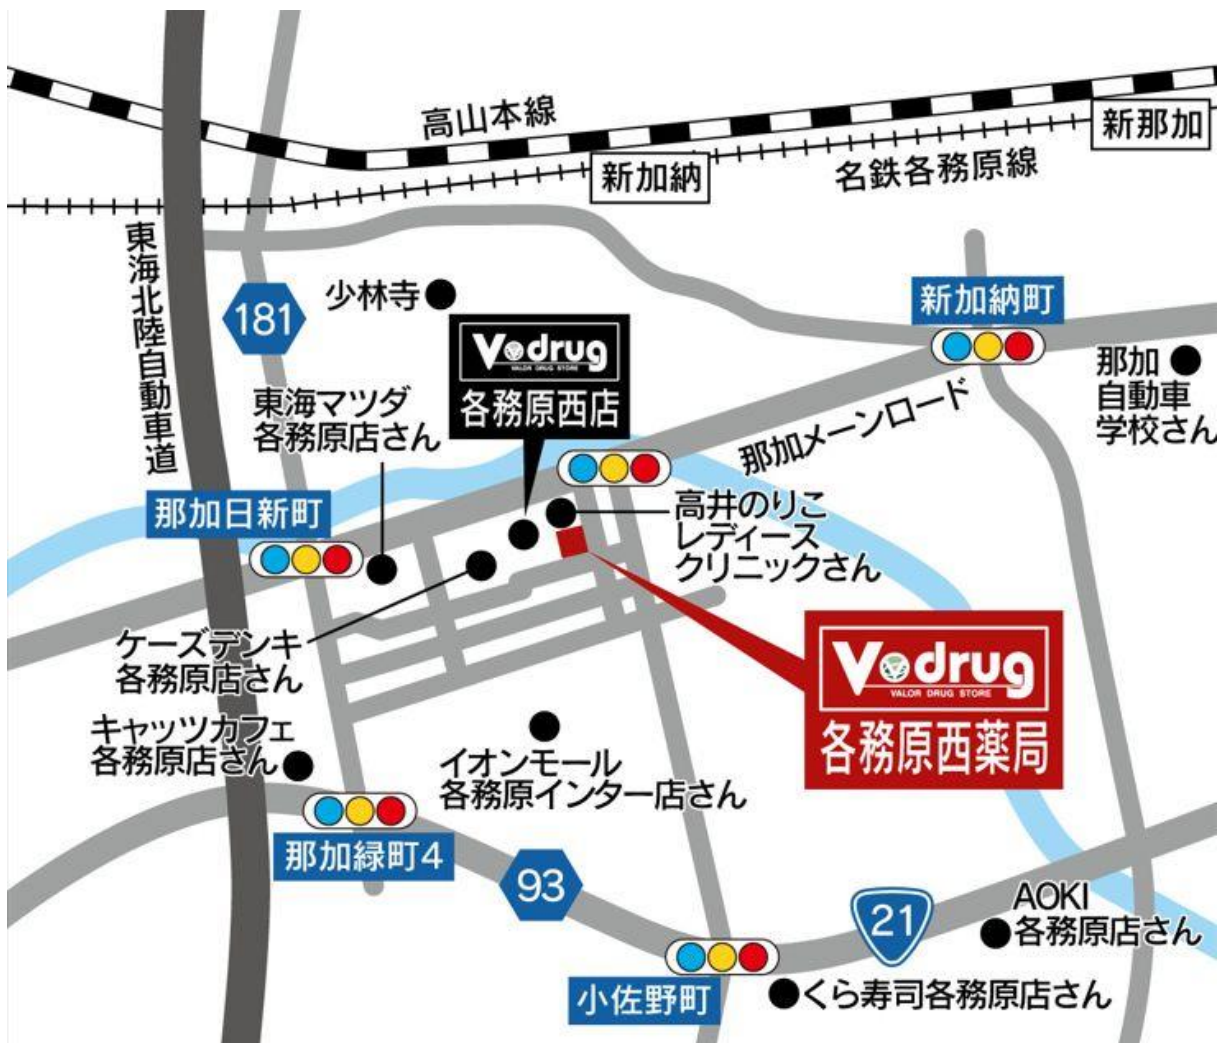 高山本線
新那加
新加納
名鉄各務原線
東海北陸自動車道
181
少林寺
新加納町
Vdrug
VALOR DRUG STORE
各務原西店
那加
自動車
学校さん
東海マツダ
各務原店さん
那加メーンロード
那加日新町
高井のりこ
レディース
クリニックさん
ケーズデンキ
各務原店さん
Vdrug
VALOR DRUG STORE
各務原西薬局
キャッツカフェ
各務原店さん
イオンモール
各務原インター店さん
那加緑町4
93
21
AOKI
各務原店さん
小佐野町
くら寿司各務原店さん